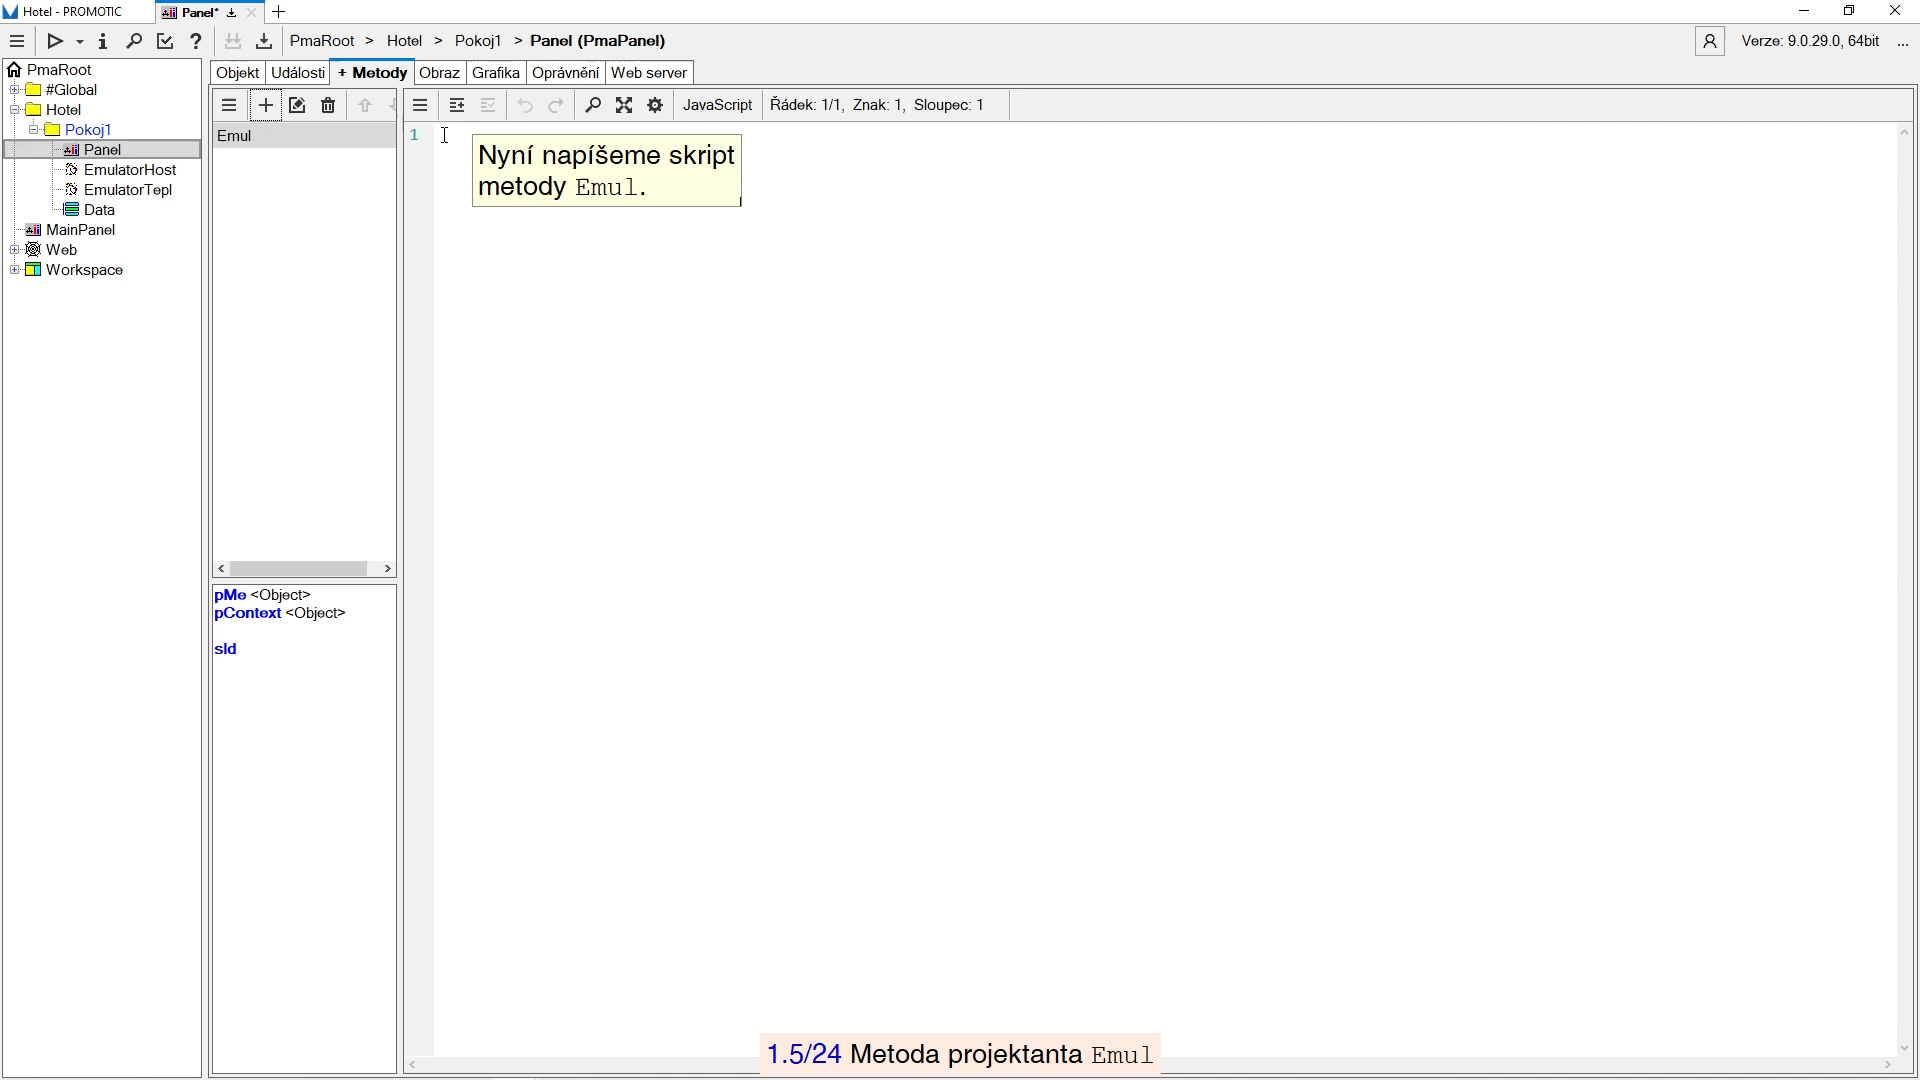 Hotel - PROMOTIC
Panel*
PmaRoot > Hotel > Pokoj1 > Panel (PmaPanel)
Verze: 9.0.29.0, 64bit ...
PmaRoot
#Global
Hotel
Pokoj1
Panel
EmulatorHost
EmulatorTepl
Data
MainPanel
Web
Workspace
Objekt Události + Metody Obraz Grafika Oprávnění Web server
JavaScript Řádek: 1/1, Znak: 1, Sloupec: 1
Emul
1
Nyní napíšeme skript
metody Emul.
pMe <Object>
pContext <Object>
sId
1.5/24 Metoda projektanta Emul